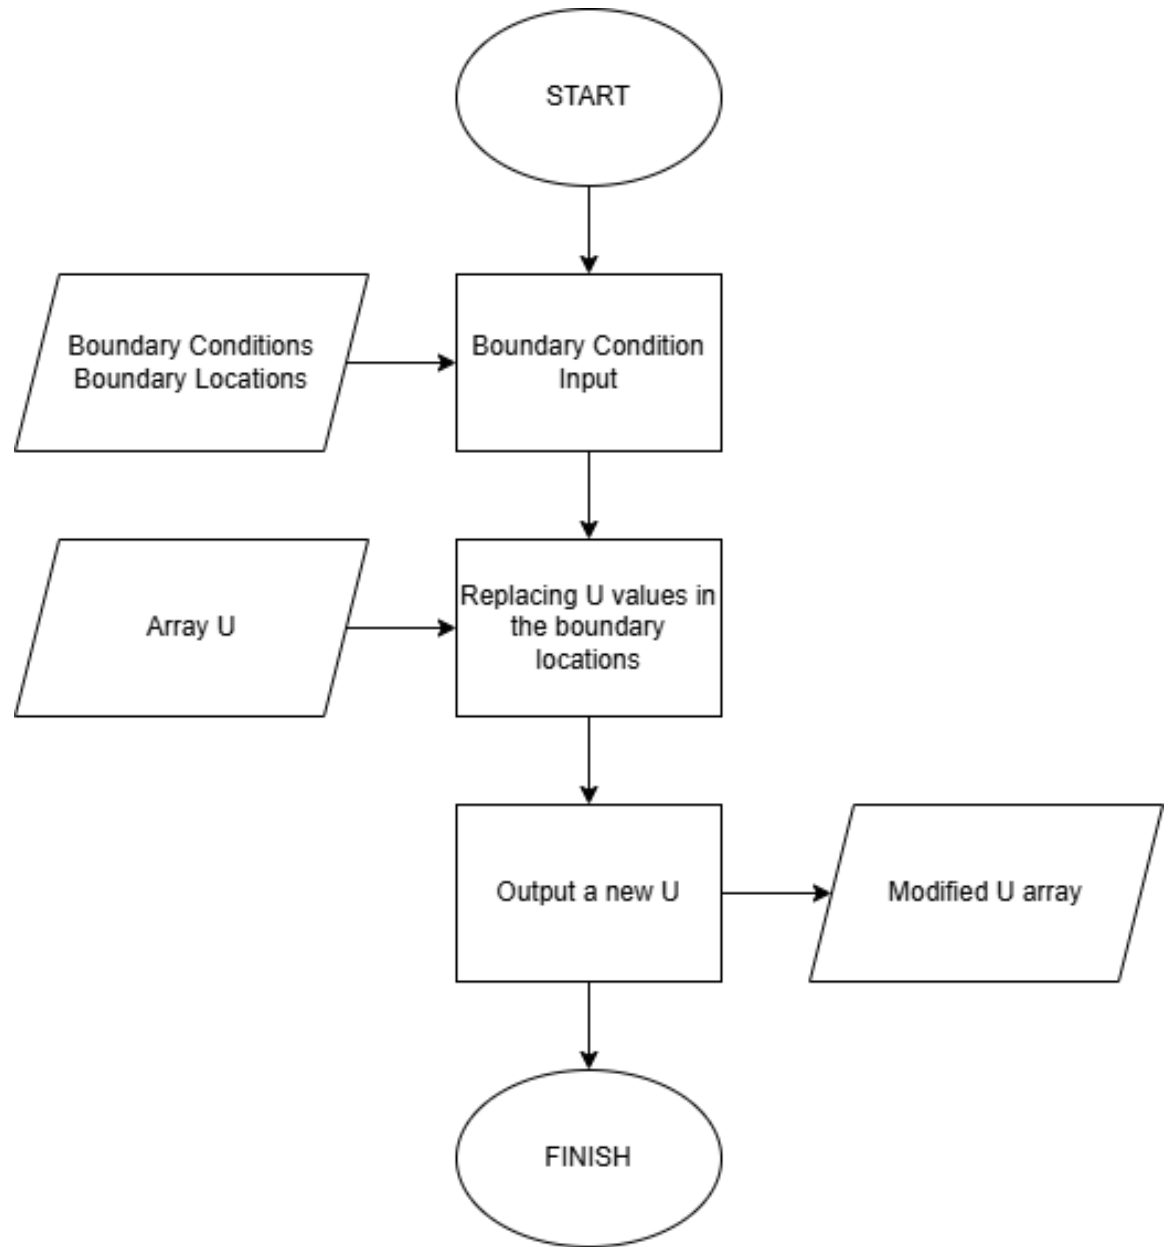 START
Boundary Conditions
Boundary Locations
Boundary Condition
Input
Array U
Replacing U values in
the boundary
locations
Output a new U
Modified U array
FINISH